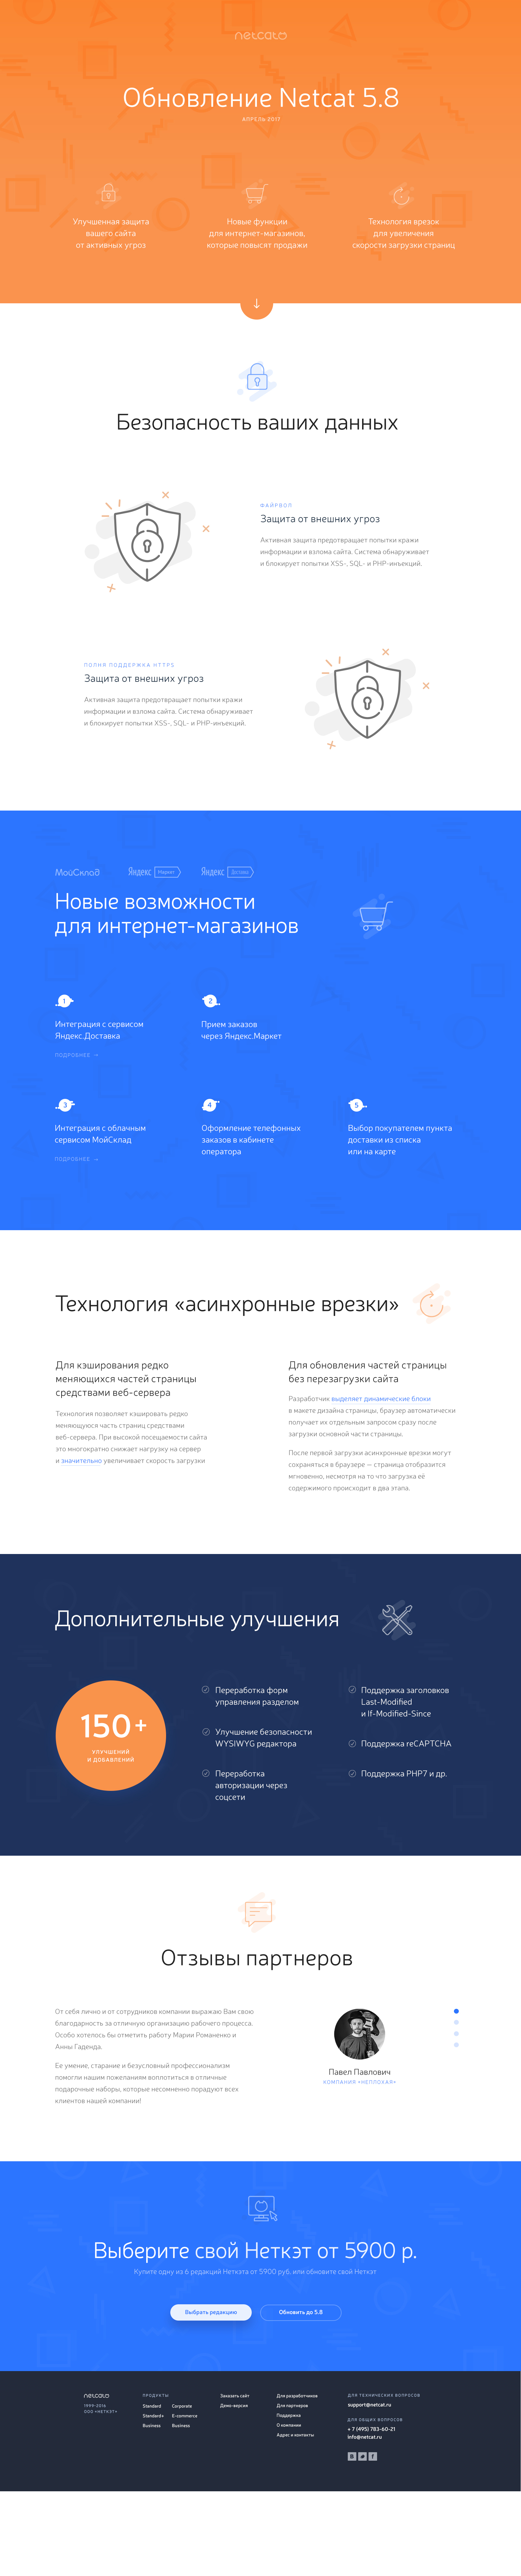 netcat
Обновление Netcat 5.8
АПРЕЛЬ 2017
Улучшенная защита
вашего сайта
от активных угроз
Новые функции
для интернет-магазинов,
которые повысят продажи
Технология врезок
для увеличения
скорости загрузки страниц
Безопасность ваших данных
ФАЙРВОЛ
Защита от внешних угроз
Активная защита предотвращает попытки кражи
информации и взлома сайта. Система обнаруживает
и блокирует попытки XSS-, SQL- и PHP-инъекций.
ПОЛНЯ ПОДДЕРЖКА HTTPS
Защита от внешних угроз
Активная защита предотвращает попытки кражи
информации и взлома сайта. Система обнаруживает
и блокирует попытки XSS-, SQL- и PHP-инъекций.
МойСклад
Яндекс Маркет
Яндекс Доставка
Новые возможности
для интернет-магазинов
1
Интеграция с сервисом
Яндекс.Доставка
ПОДРОБНЕЕ →
2
Прием заказов
через Яндекс.Маркет
3
Интеграция с облачным
сервисом МойСклад
ПОДРОБНЕЕ →
4
Оформление телефонных
заказов в кабинете
оператора
5
Выбор покупателем пункта
доставки из списка
или на карте
Технология «асинхронные врезки»
Для кэширования редко
меняющихся частей страницы
средствами веб-сервера
Технология позволяет кэшировать редко
меняющуюся часть страниц средствами
веб-сервера. При высокой посещаемости сайта
это многократно снижает нагрузку на сервер
и значительно увеличивает скорость загрузки
Для обновления частей страницы
без перезагрузки сайта
Разработчик выделяет динамические блоки
в макете дизайна страницы, браузер автоматически
получает их отдельным запросом сразу после
загрузки основной части страницы.
После первой загрузки асинхронные врезки могут
сохраняться в браузере — страница отобразится
мгновенно, несмотря на то что загрузка её
содержимого происходит в два этапа.
Дополнительные улучшения
150+
УЛУЧШЕНИЙ
И ДОБАВЛЕНИЙ
Переработка форм
управления разделом
Улучшение безопасности
WYSIWYG редактора
Переработка
авторизации через
соцсети
Поддержка заголовков
Last-Modified
и If-Modified-Since
Поддержка reCAPTCHA
Поддержка PHP7 и др.
Отзывы партнеров
От себя лично и от сотрудников компании выражаю Вам свою
благодарность за отличную организацию рабочего процесса.
Особо хотелось бы отметить работу Марии Романенко и
Анны Гаденда.
Ее умение, старание и безусловный профессионализм
помогли нашим пожеланиям воплотиться в отличные
подарочные наборы, которые несомненно порадуют всех
клиентов нашей компании!
Павел Павлович
КОМПАНИЯ «НЕПЛОХАЯ»
Выберите свой Неткэт от 5900 р.
Купите одну из 6 редакций Неткэта от 5900 руб. или обновите свой Неткэт
Выбрать редакцию
Обновить до 5.8
netcat
1999-2016
ООО «НЕТКЭТ»
ПРОДУКТЫ
Standard
Standard+
Business
Corporate
E-commerce
Business
Заказать сайт
Демо-версия
Для разработчиков
Для партнеров
Поддержка
О компании
Адрес и контакты
ДЛЯ ТЕХНИЧЕСКИХ ВОПРОСОВ
support@netcat.ru
ДЛЯ ОБЩИХ ВОПРОСОВ
+ 7 (495) 783-60-21
info@netcat.ru